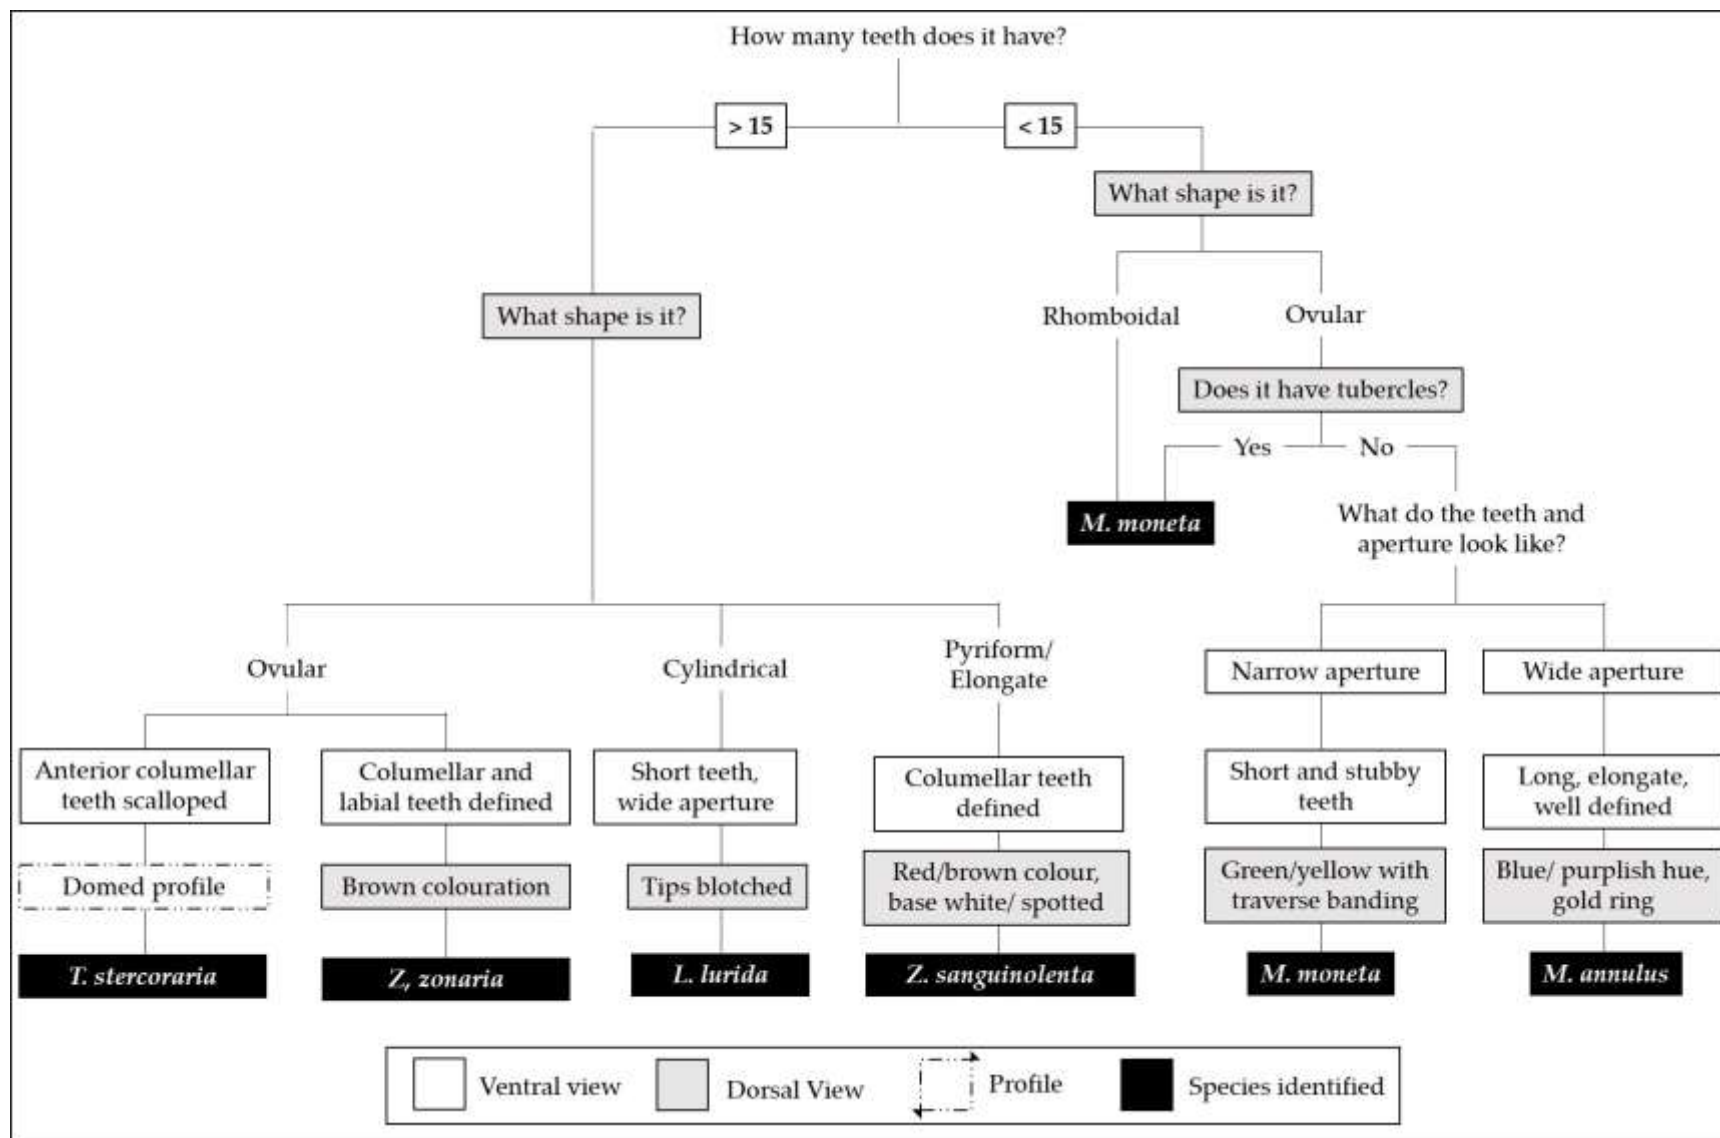 How many teeth does it have?
> 15
< 15
What shape is it?
What shape is it?
Rhomboidal
Ovular
Does it have tubercles?
Yes
No
M. moneta
What do the teeth and
aperture look like?
Ovular
Cylindrical
Pyriform/
Elongate
Narrow aperture
Wide aperture
Anterior columellar
teeth scalloped
Columellar and
labial teeth defined
Short teeth,
wide aperture
Columellar teeth
defined
Short and stubby
teeth
Long, elongate,
well defined
Domed profile
Brown colouration
Tips blotched
Red/brown colour,
base white/ spotted
Green/yellow with
traverse banding
Blue/ purplish hue,
gold ring
T. stercoraria
Z, zonaria
L. lurida
Z. sanguinolenta
M. moneta
M. annulus
Ventral view
Dorsal View
Profile
Species identified